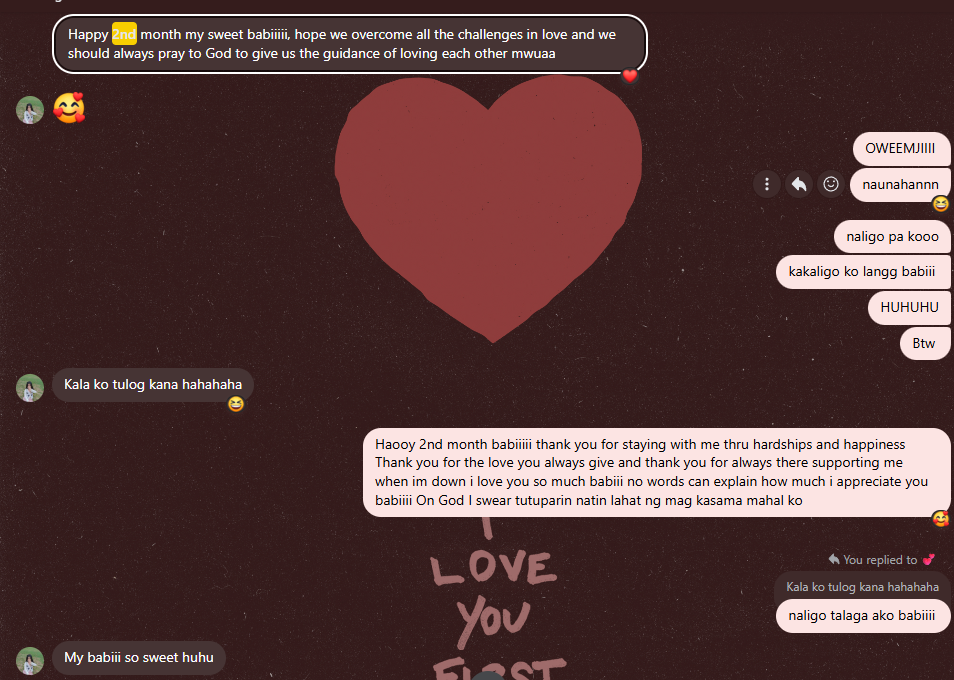 Happy 2nd month my sweet babiiiii, hope we overcome all the challenges in love and we
should always pray to God to give us the guidance of loving each other mwuaa
OWEEMJIIII
naunahannn
naligo pa kooo
kakaligo ko langg babiii
HUHUHU
Btw
Kala ko tulog kana hahahaha
Haooy 2nd month babiiiii thank you for staying with me thru hardships and happiness
Thank you for the love you always give and thank you for always there supporting me
when im down i love you so much babiii no words can explain how much i appreciate you
babiiii On God I swear tutuparin natin lahat ng mag kasama mahal ko
I
LOVE
YOU
FIRST
You replied to 💕
Kala ko tulog kana hahahaha
naligo talaga ako babiiii
My babiii so sweet huhu